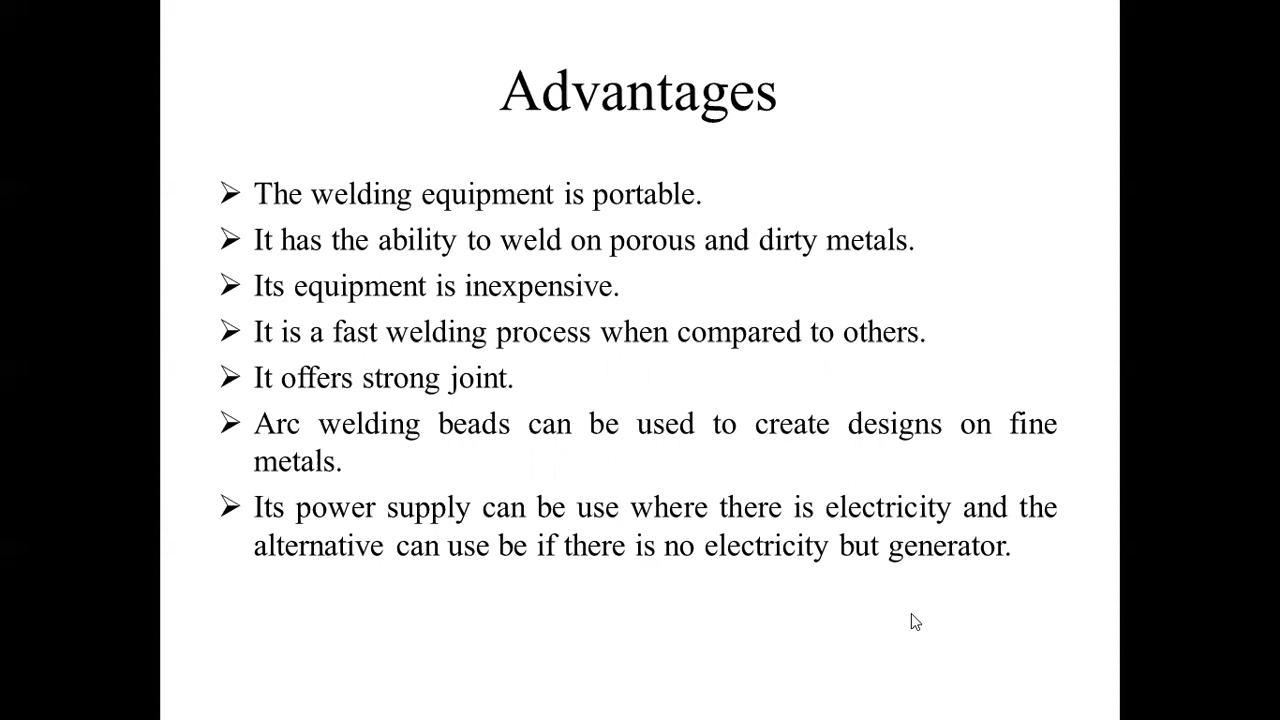 Advantages
The welding equipment is portable.
It has the ability to weld on porous and dirty metals.
Its equipment is inexpensive.
It is a fast welding process when compared to others.
It offers strong joint.
Arc welding beads can be used to create designs on fine
metals.
Its power supply can be use where there is electricity and the
alternative can use be if there is no electricity but generator.